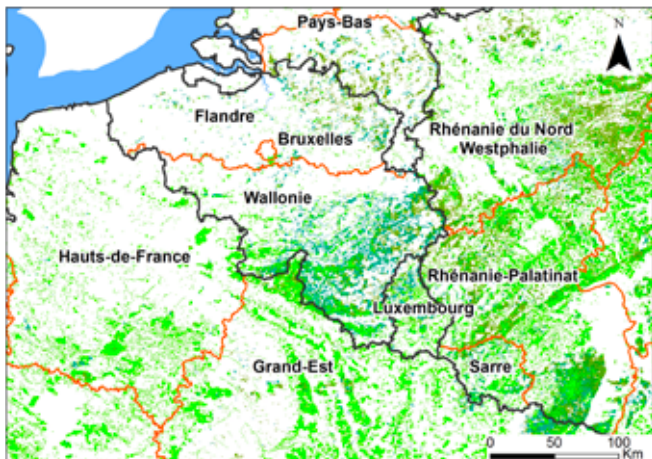 Pays-Bas
N
Flandre
Bruxelles
Rhénanie du Nord
Westphalie
Wallonie
Hauts-de-France
Rhénanie-Palatinat
Luxembourg
Grand-Est
Sarre
0 50 100
Km